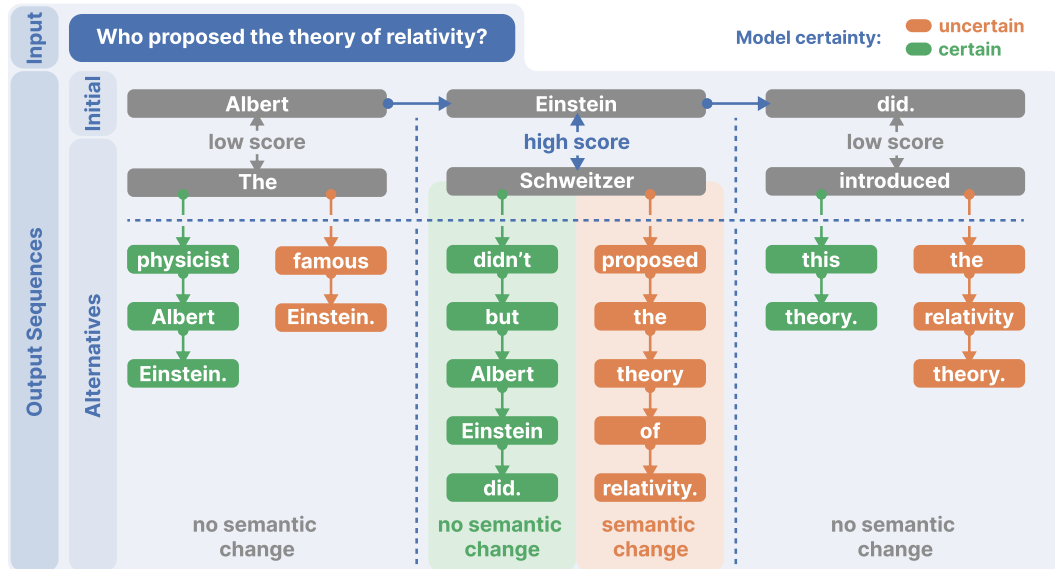 Input
Who proposed the theory of relativity?
Model certainty:
uncertain
certain
Output Sequences
Initial
Albert
Einstein
did.
low score
high score
low score
Alternatives
The
Schweitzer
introduced
physicist
famous
didn't
proposed
this
the
Albert
Einstein.
but
the
theory.
relativity
Einstein.
Albert
theory
theory.
Einstein
of
did.
relativity.
no semantic
change
no semantic
change
semantic
change
no semantic
change